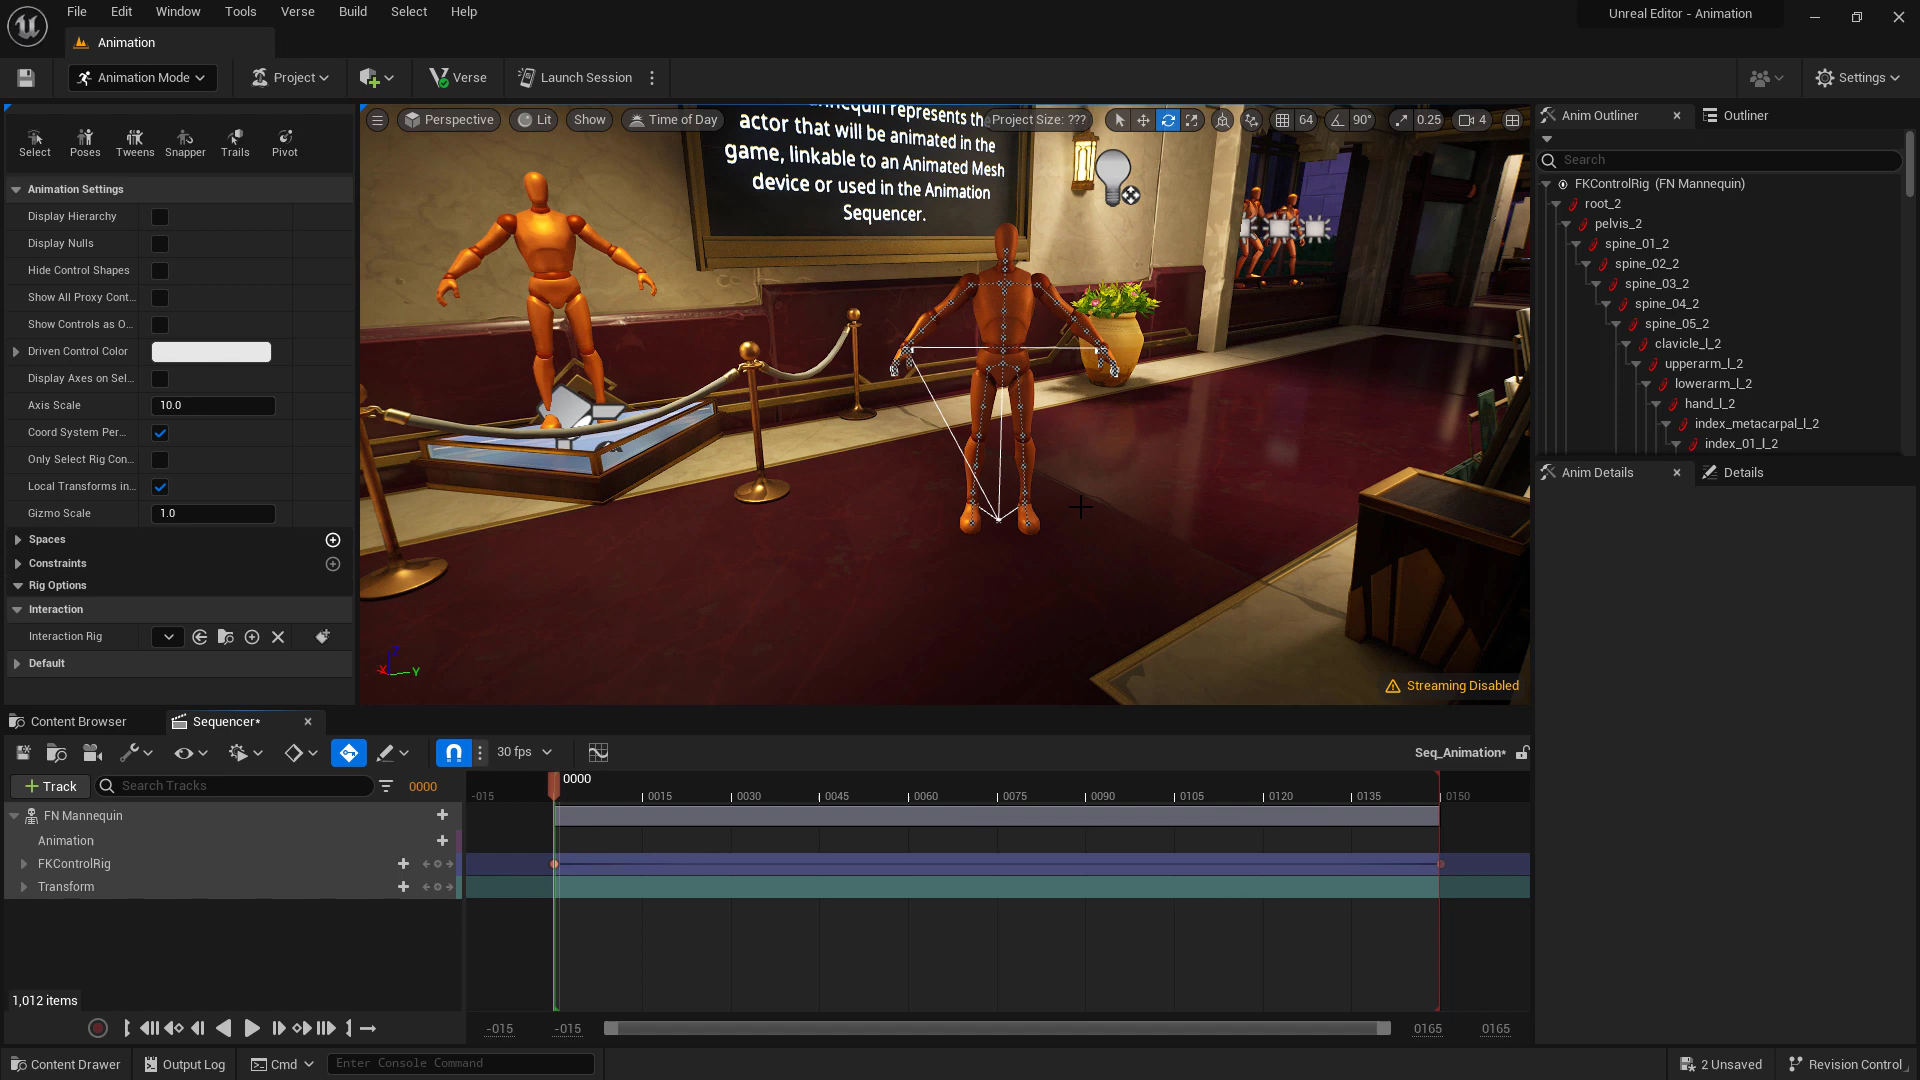 File Edit Window Tools Verse Build Select Help
Unreal Editor - Animation
Animation
Animation Mode
Project
Verse
Launch Session
Settings
Select Poses Tweens Snapper Trails Pivot
Animation Settings
Display Hierarchy
Display Nulls
Hide Control Shapes
Show All Proxy Cont...
Show Controls as O...
Driven Control Color
Display Axes on Sel...
Axis Scale 10.0
Coord System Per...
Only Select Rig Con...
Local Transforms in...
Gizmo Scale 1.0
Spaces
Constraints
Rig Options
Interaction
Interaction Rig
Default
Perspective Lit Show Time of Day Project Size: ??? 64 90° 0.25 4
represents
actor that will be animated in the
game, linkable to an Animated Mesh
device or used in the Animation
Sequencer.
X Y Z
Streaming Disabled
Anim Outliner Outliner
Search
FKControlRig (FN Mannequin)
root_2
pelvis_2
spine_01_2
spine_02_2
spine_03_2
spine_04_2
spine_05_2
clavicle_l_2
upperarm_l_2
lowerarm_l_2
hand_l_2
index_metacarpal_l_2
index_01_l_2
Anim Details Details
Content Browser Sequencer*
30 fps
Seq_Animation*
Track Search Tracks 0000
0000
-015 0015 0030 0045 0060 0075 0090 0105 0120 0135 0150
FN Mannequin
Animation
FKControlRig
Transform
1,012 items
-015 -015 0165 0165
Content Drawer Output Log Cmd Enter Console Command
2 Unsaved Revision Control